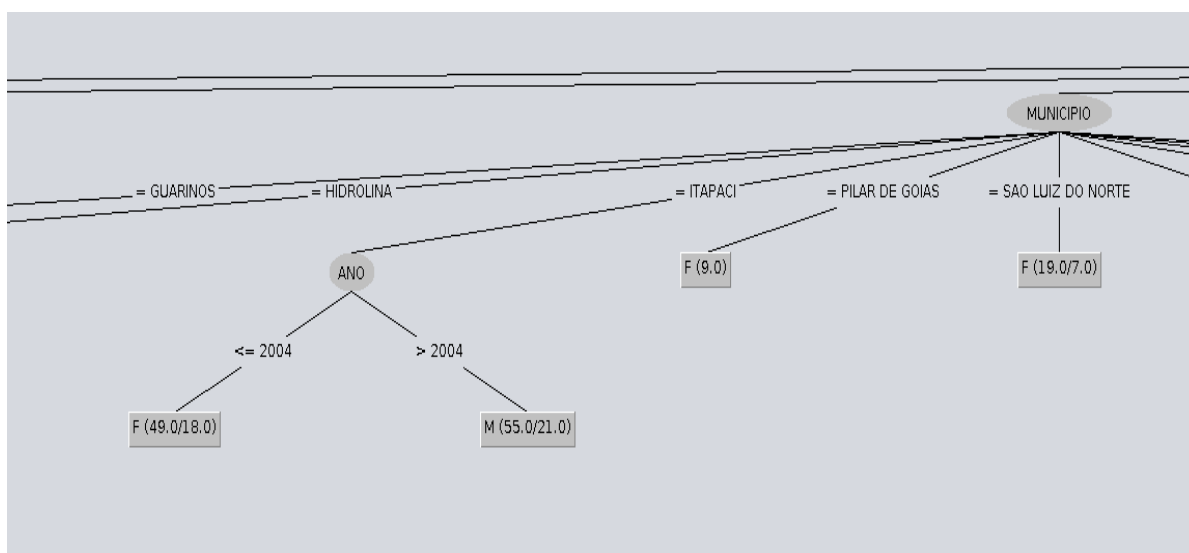 MUNICIPIO
= GUARINOS
= HIDROLINA
= ITAPACI
= PILAR DE GOIAS
= SAO LUIZ DO NORTE
ANO
F (9.0)
F (19.0/7.0)
<= 2004
> 2004
F (49.0/18.0)
M (55.0/21.0)